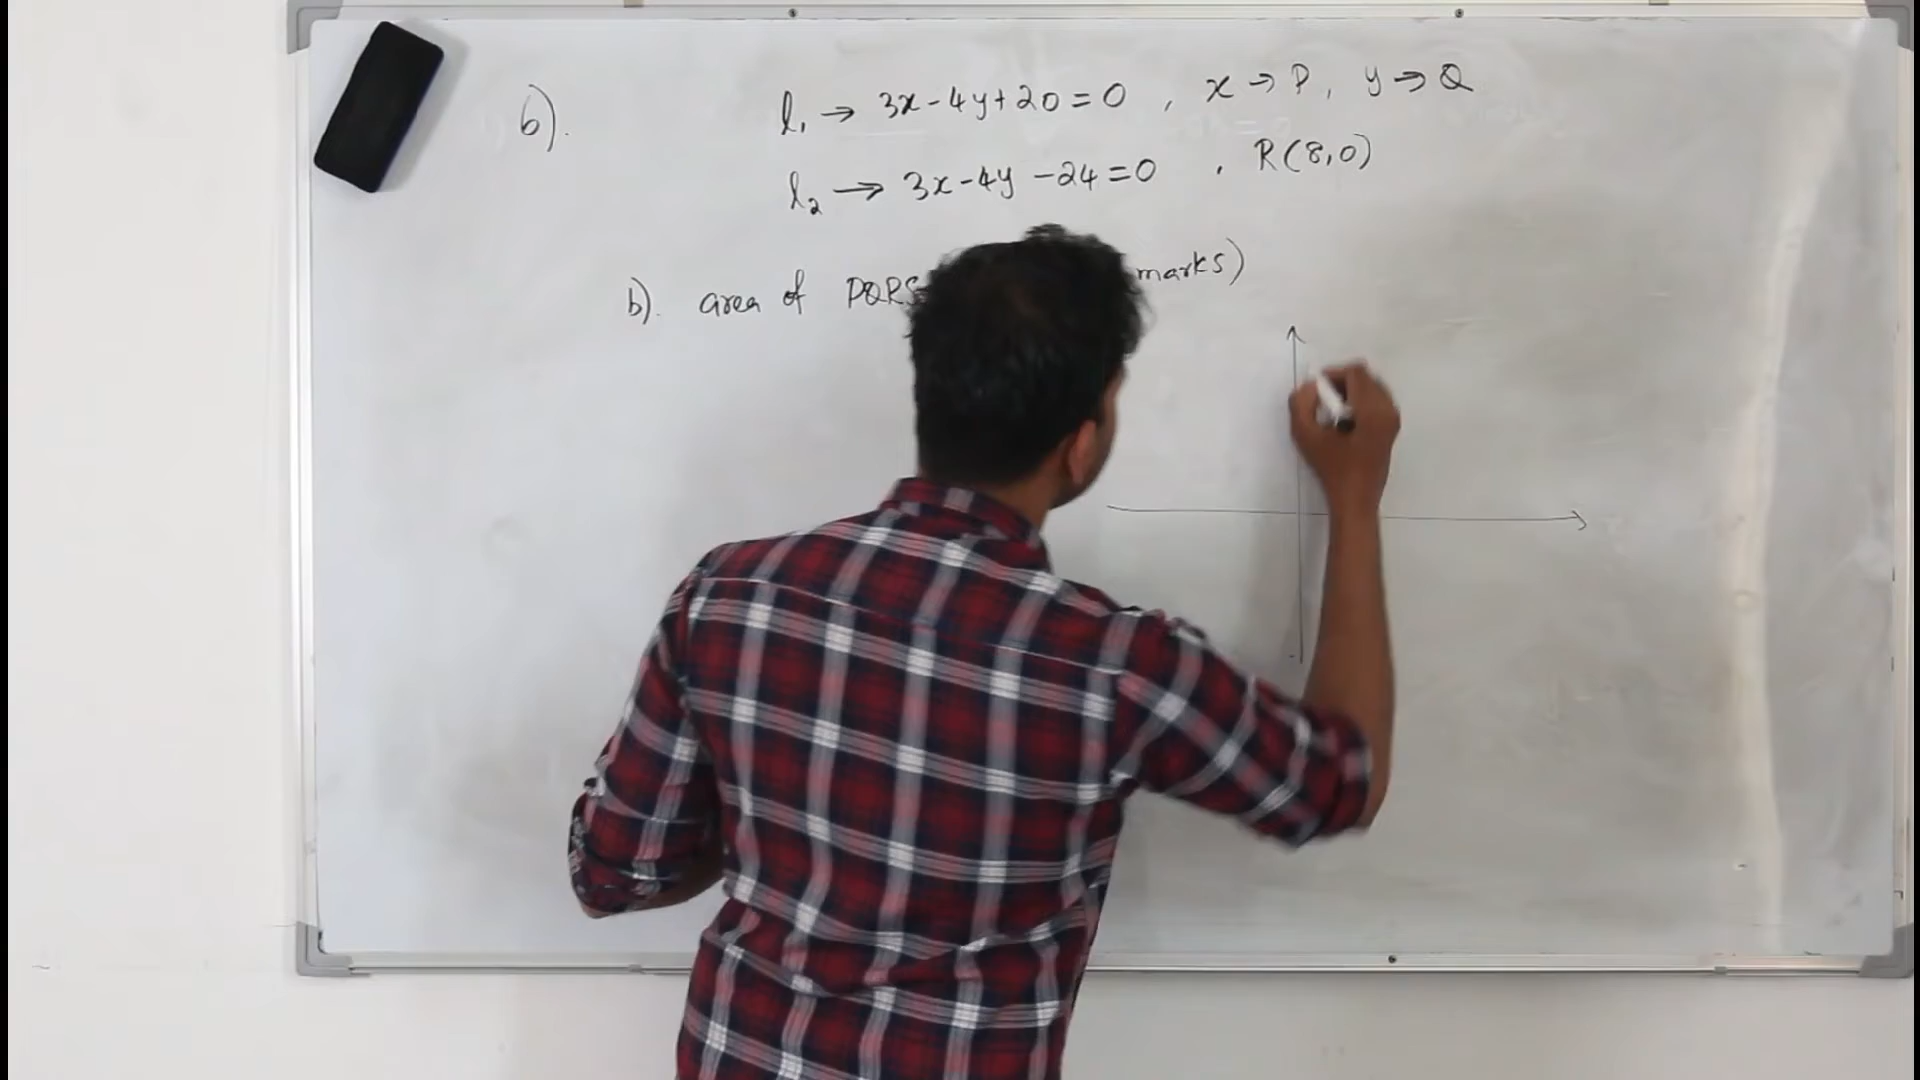 6). l₁ → 3x-4y+20=0 , x → P, y → Q
l₂ → 3x-4y-24=0 , R(8,0)
b). area of PQRS marks)